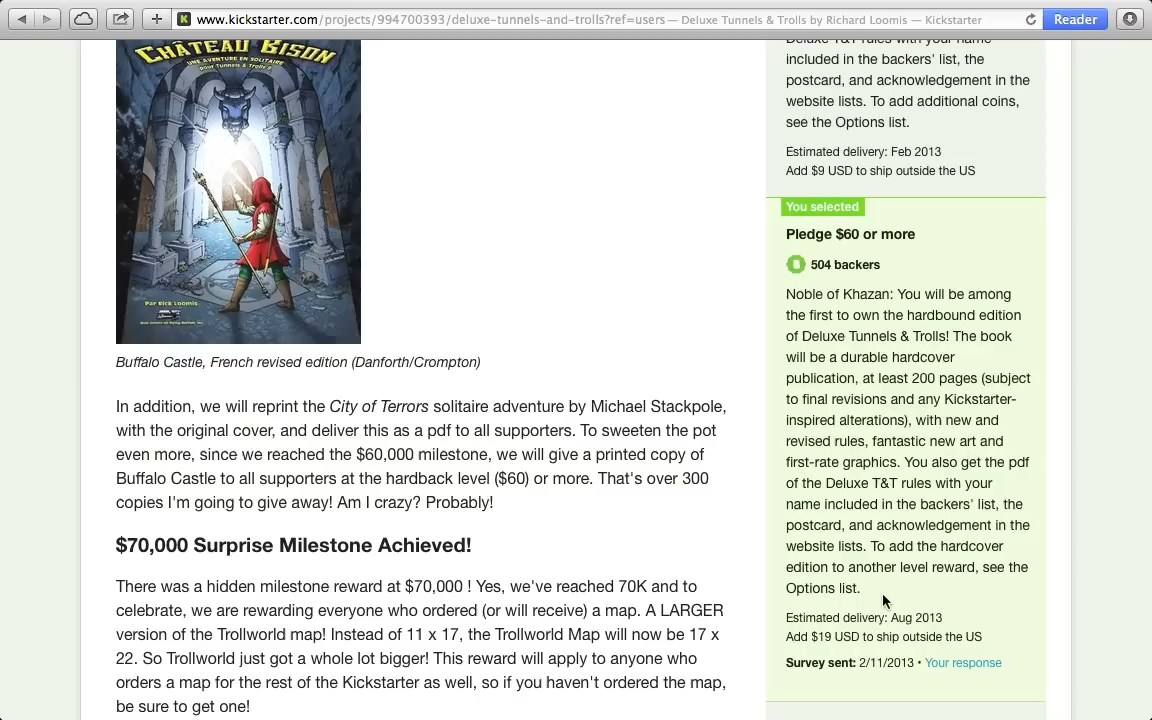 www.kickstarter.com/projects/994700393/deluxe-tunnels-and-trolls?ref=users — Deluxe Tunnels & Trolls by Richard Loomis — Kickstarter
Reader
CHÂTEAU BISON
UNE AVENTURE EN SOLITAIRE
pour Tunnels & Trolls
Par Rick Loomis
Buffalo Castle, French revised edition (Danforth/Crompton)
In addition, we will reprint the City of Terrors solitaire adventure by Michael Stackpole,
with the original cover, and deliver this as a pdf to all supporters. To sweeten the pot
even more, since we reached the $60,000 milestone, we will give a printed copy of
Buffalo Castle to all supporters at the hardback level ($60) or more. That's over 300
copies I'm going to give away! Am I crazy? Probably!
$70,000 Surprise Milestone Achieved!
There was a hidden milestone reward at $70,000 ! Yes, we've reached 70K and to
celebrate, we are rewarding everyone who ordered (or will receive) a map. A LARGER
version of the Trollworld map! Instead of 11 x 17, the Trollworld Map will now be 17 x
22. So Trollworld just got a whole lot bigger! This reward will apply to anyone who
orders a map for the rest of the Kickstarter as well, so if you haven't ordered the map,
be sure to get one!
Deluxe T&T rules with your name
included in the backers' list, the
postcard, and acknowledgement in the
website lists. To add additional coins,
see the Options list.
Estimated delivery: Feb 2013
Add $9 USD to ship outside the US
You selected
Pledge $60 or more
504 backers
Noble of Khazan: You will be among
the first to own the hardbound edition
of Deluxe Tunnels & Trolls! The book
will be a durable hardcover
publication, at least 200 pages (subject
to final revisions and any Kickstarter-
inspired alterations), with new and
revised rules, fantastic new art and
first-rate graphics. You also get the pdf
of the Deluxe T&T rules with your
name included in the backers' list, the
postcard, and acknowledgement in the
website lists. To add the hardcover
edition to another level reward, see the
Options list.
Estimated delivery: Aug 2013
Add $19 USD to ship outside the US
Survey sent: 2/11/2013 • Your response